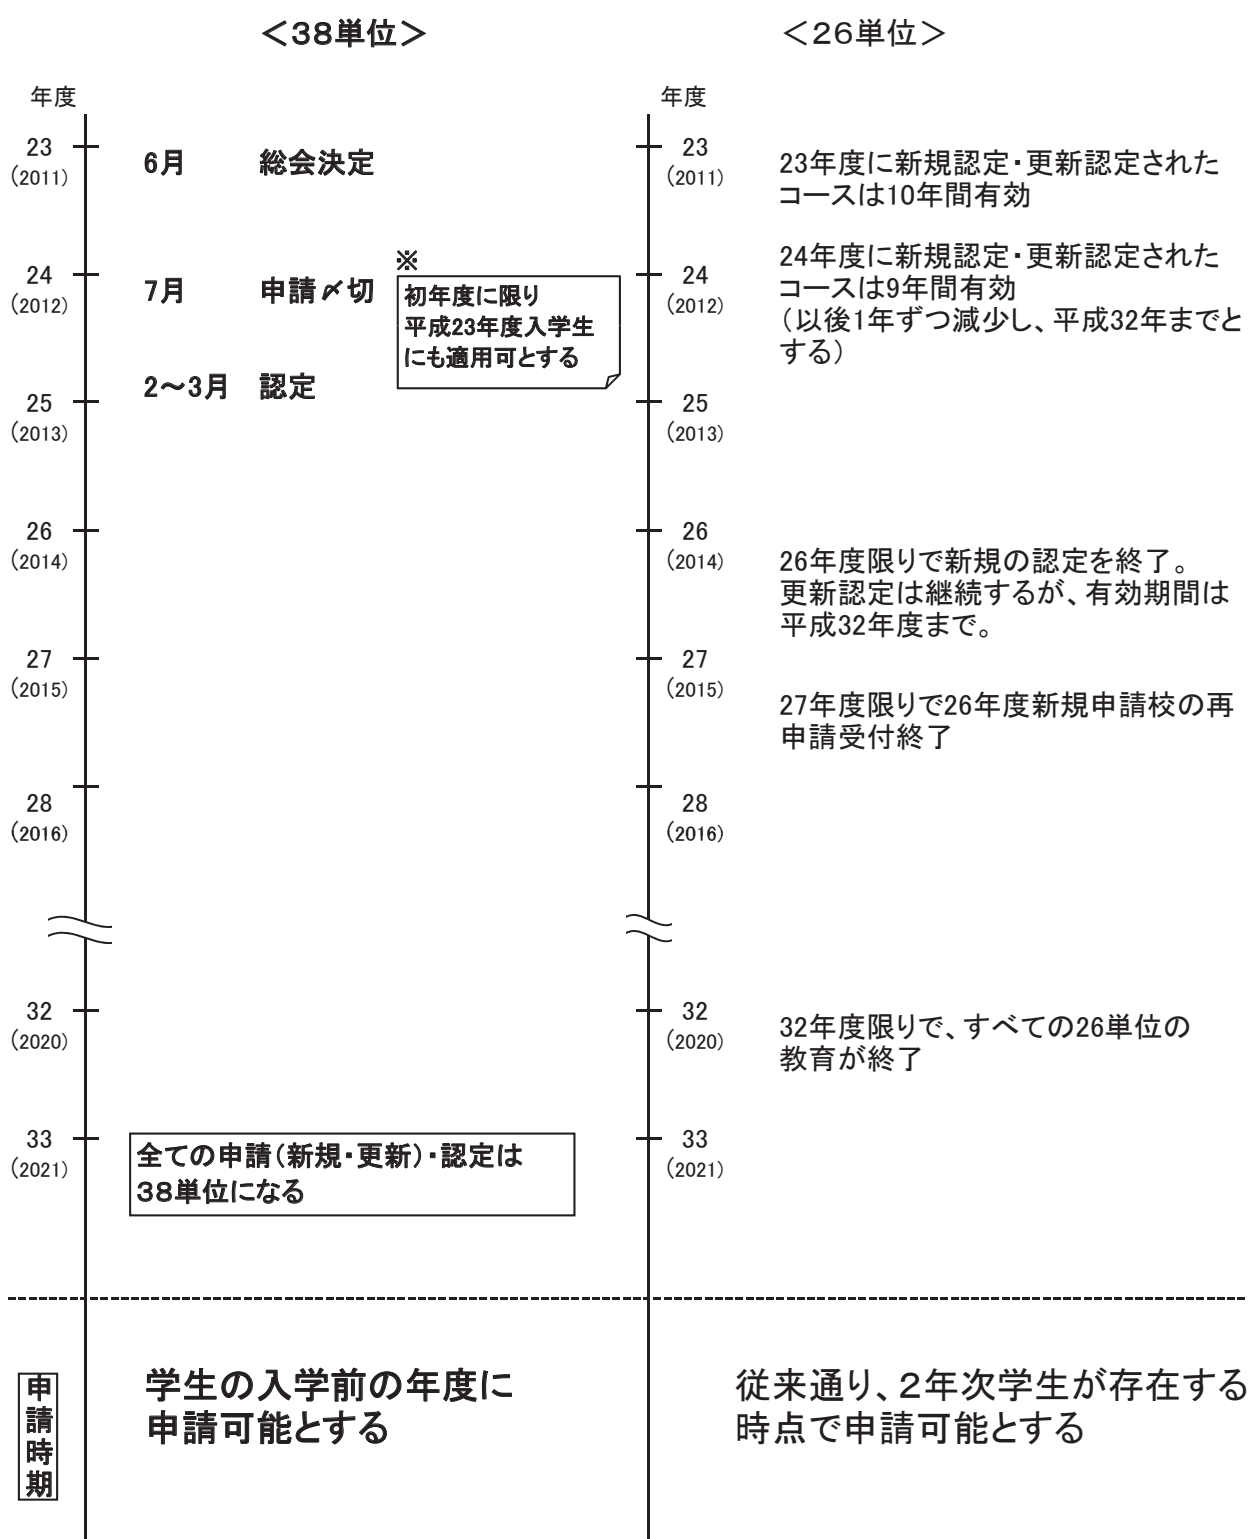 ＜38単位＞
年度
23
（2011）
6月　総会決定
24
（2012）
7月　申請〆切
※
初年度に限り
平成23年度入学生
にも適用可とする
2～3月　認定
25
（2013）
26
（2014）
27
（2015）
28
（2016）
32
（2020）
33
（2021）
全ての申請（新規・更新）・認定は
38単位になる
＜26単位＞
年度
23
（2011）
23年度に新規認定・更新認定された
コースは10年間有効
24
（2012）
24年度に新規認定・更新認定された
コースは9年間有効
（以後1年ずつ減少し、平成32年までと
する）
25
（2013）
26
（2014）
26年度限りで新規の認定を終了。
更新認定は継続するが、有効期間は
平成32年度まで。
27
（2015）
27年度限りで26年度新規申請校の再
申請受付終了
28
（2016）
32
（2020）
32年度限りで、すべての26単位の
教育が終了
33
（2021）
申請時期
学生の入学前の年度に
申請可能とする
従来通り、2年次学生が存在する
時点で申請可能とする